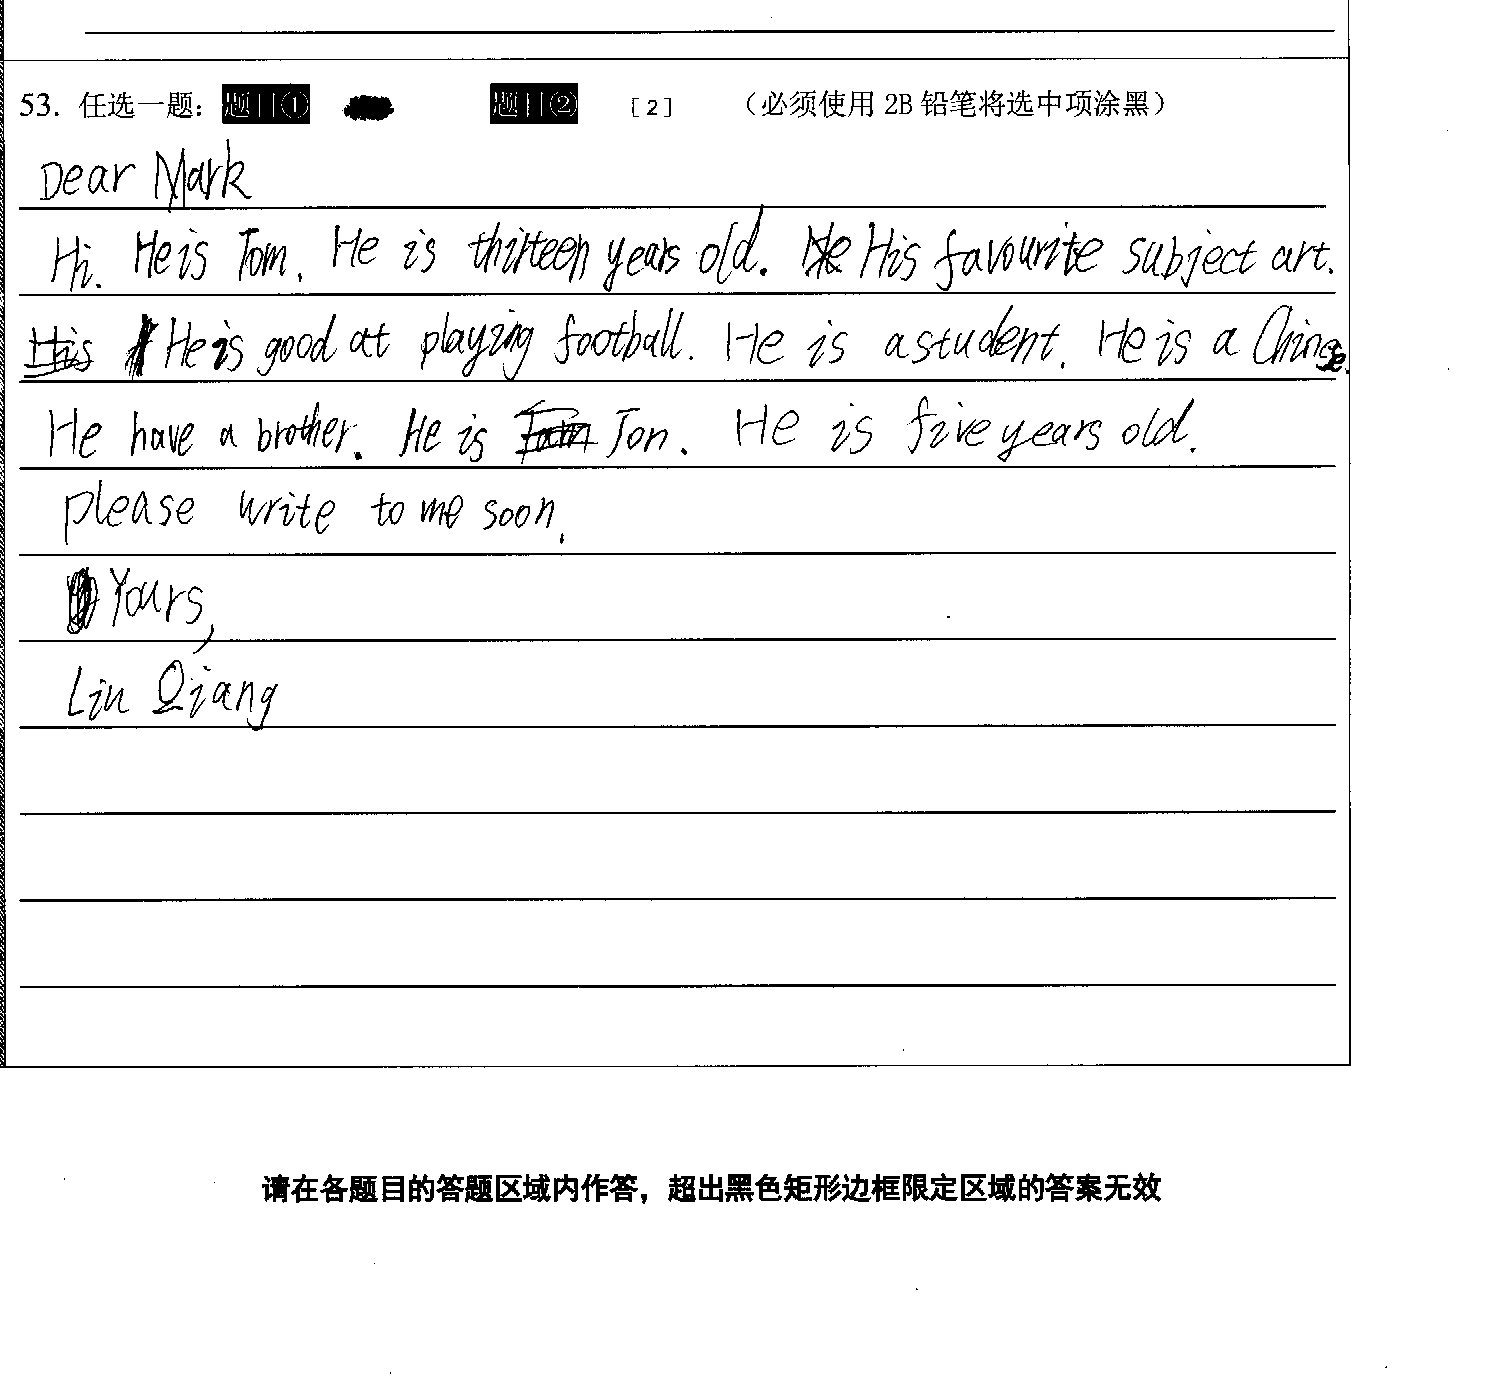 53. 任选一题： 题目① 题目② [2] （必须使用 2B 铅笔将选中项涂黑）
Dear Mark
Hi. He is Tom. He is thirteen years old. He His favourite subject art.
His He is good at playing football. He is a student. He is a Chinese.
He have a brother. He is Jon. He is five years old.
please write to me soon.
Yours,
Lin Qiang
请在各题目的答题区域内作答，超出黑色矩形边框限定区域的答案无效